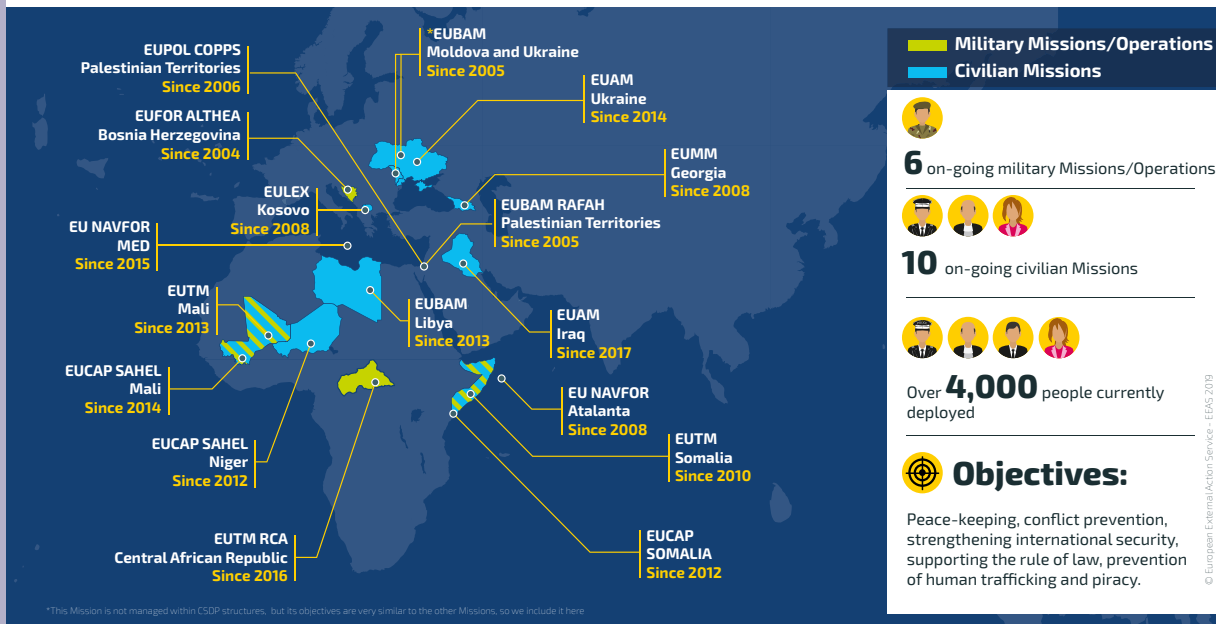 *EUBAM
Moldova and Ukraine
Since 2005
EUPOL COPPS
Palestinian Territories
Since 2006
EUAM
Ukraine
Since 2014
EUFOR ALTHEA
Bosnia Herzegovina
Since 2004
EUMM
Georgia
Since 2008
EULEX
Kosovo
Since 2008
EUBAM RAFAH
Palestinian Territories
Since 2005
EU NAVFOR
MED
Since 2015
EUTM
Mali
Since 2013
EUBAM
Libya
Since 2013
EUAM
Iraq
Since 2017
EUCAP SAHEL
Mali
Since 2014
EU NAVFOR
Atalanta
Since 2008
EUCAP SAHEL
Niger
Since 2012
EUTM
Somalia
Since 2010
EUTM RCA
Central African Republic
Since 2016
EUCAP
SOMALIA
Since 2012
*This Mission is not managed within CSDP structures, but its objectives are very similar to the other Missions, so we include it here
Military Missions/Operations
Civilian Missions
6 on-going military Missions/Operations
10 on-going civilian Missions
Over 4,000 people currently
deployed
Objectives:
Peace-keeping, conflict prevention,
strengthening international security,
supporting the rule of law, prevention
of human trafficking and piracy.
© European External Action Service - EEAS 2019